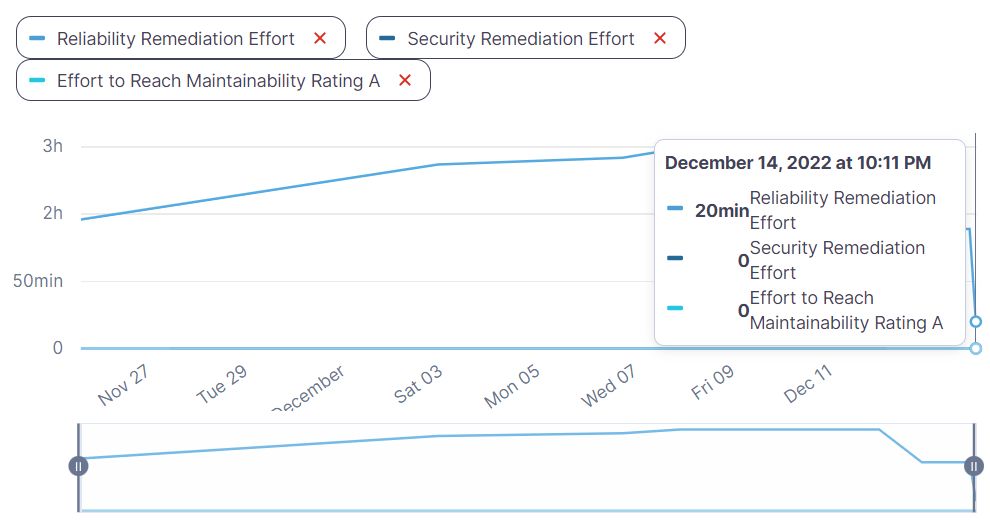 Reliability Remediation Effort
Security Remediation Effort
Effort to Reach Maintainability Rating A
3h
2h
50min
0
December 14, 2022 at 10:11 PM
20min Reliability Remediation
Effort
0 Security Remediation
Effort
0 Effort to Reach
Maintainability Rating A
Nov 27
Tue 29
December
Sat 03
Mon 05
Wed 07
Fri 09
Dec 11